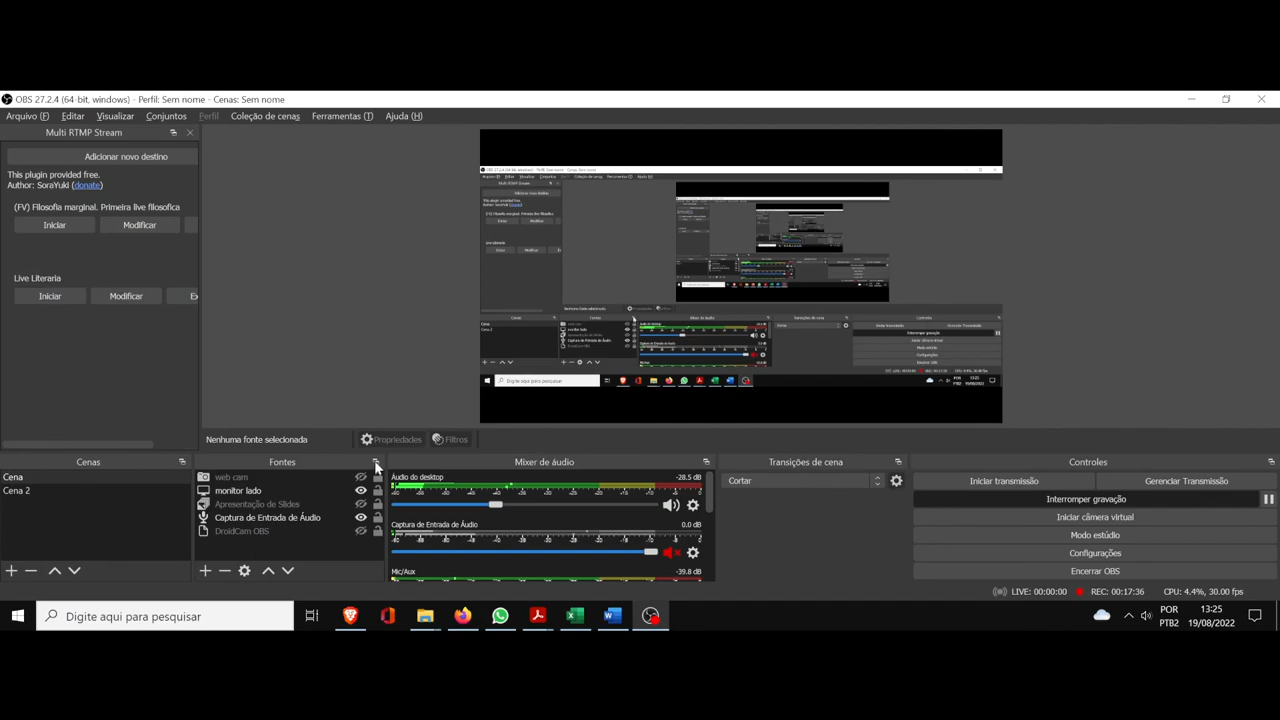 OBS 27.2.4 (64-bit, windows) - Perfil: Sem nome - Cenas: Sem nome
Arquivo (F) Editar Visualizar Conjuntos Perfil Coleção de cenas Ferramentas (T) Ajuda (H)
Multi RTMP Stream
Adicionar novo destino
This plugin provided free.
Author: SoraYuki (donate)
(FV) Filosofia marginal. Primeira live filosofica
Iniciar Modificar
Live Literaria
Iniciar Modificar Ex
Nenhuma fonte selecionada Propriedades Filtros
Cenas
Cena
Cena 2
Fontes
web cam
monitor lado
Apresentação de Slides
Captura de Entrada de Áudio
DroidCam OBS
Mixer de áudio
Áudio do desktop -28.5 dB
Captura de Entrada de Áudio 0.0 dB
Mic/Aux -39.8 dB
Transições de cena
Cortar
Controles
Iniciar transmissão Gerenciar Transmissão
Interromper gravação
Iniciar câmera virtual
Modo estúdio
Configurações
Encerrar OBS
LIVE: 00:00:00 REC: 00:17:36 CPU: 4.4%, 30.00 fps
Digite aqui para pesquisar
POR
PTB2
13:25
19/08/2022